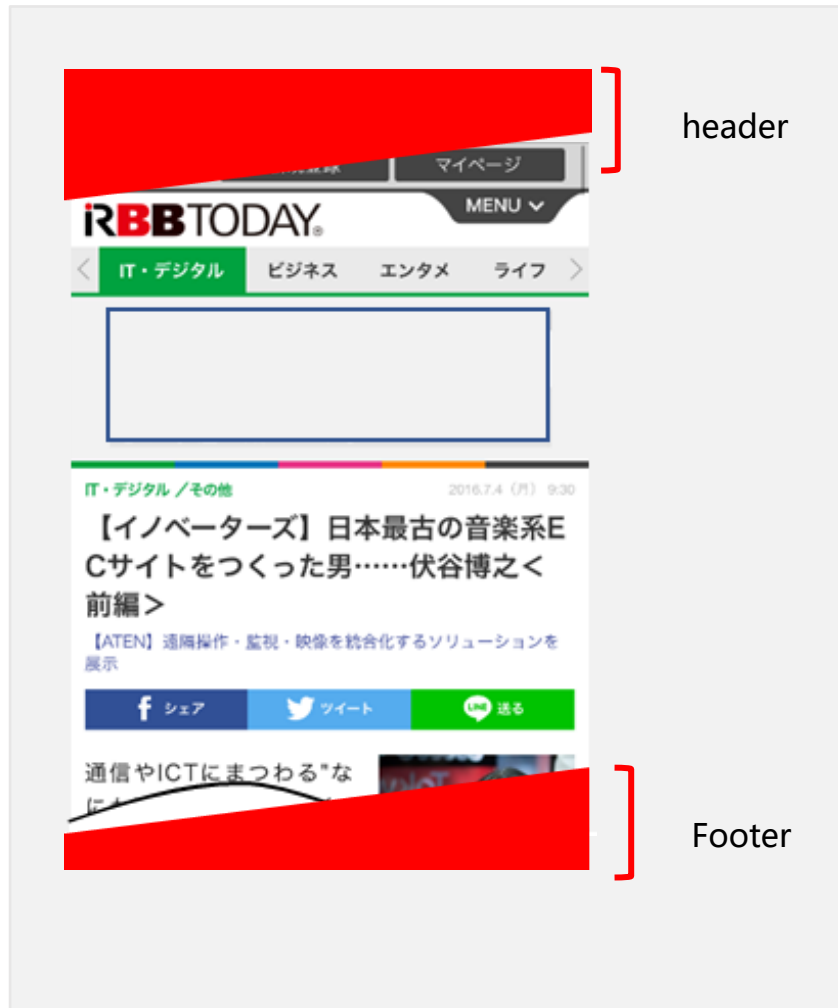 header
マイページ
iRBBTODAY®
MENU
IT・デジタル ビジネス エンタメ ライフ
IT・デジタル／その他 2016.7.4（月） 9:30
【イノベーターズ】日本最古の音楽系E
Cサイトをつくった男……伏谷博之＜
前編＞
【ATEN】遠隔操作・監視・映像を統合化するソリューションを
展示
f シェア ツイート LINE 送る
通信やICTにまつわる"な
Footer